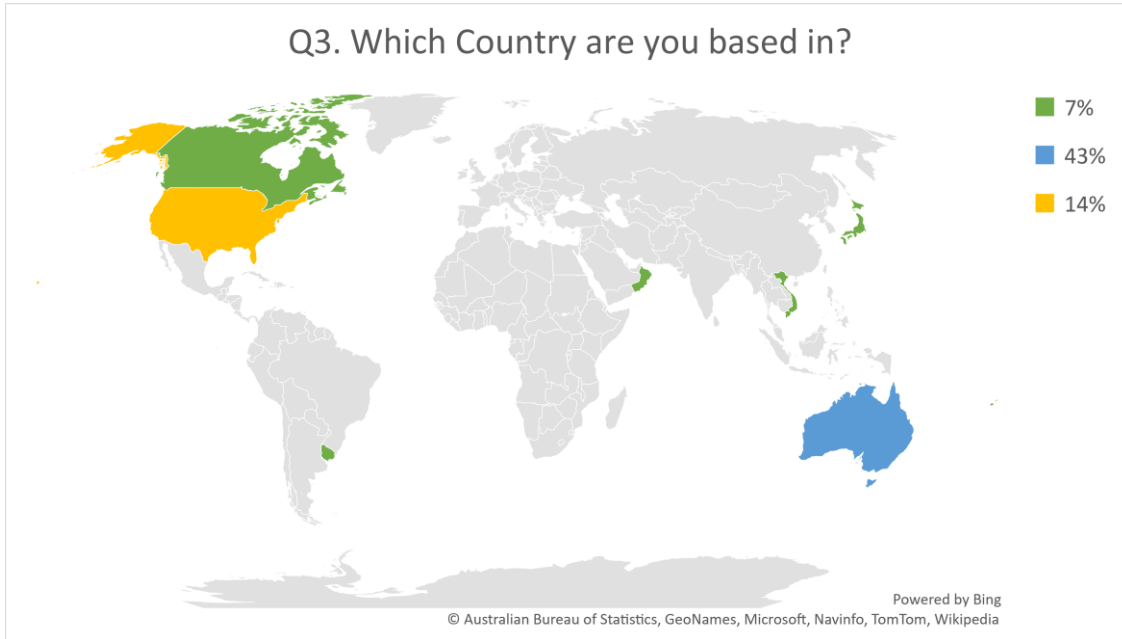 Q3. Which Country are you based in?
7%
43%
14%
Powered by Bing
© Australian Bureau of Statistics, GeoNames, Microsoft, Navinfo, TomTom, Wikipedia